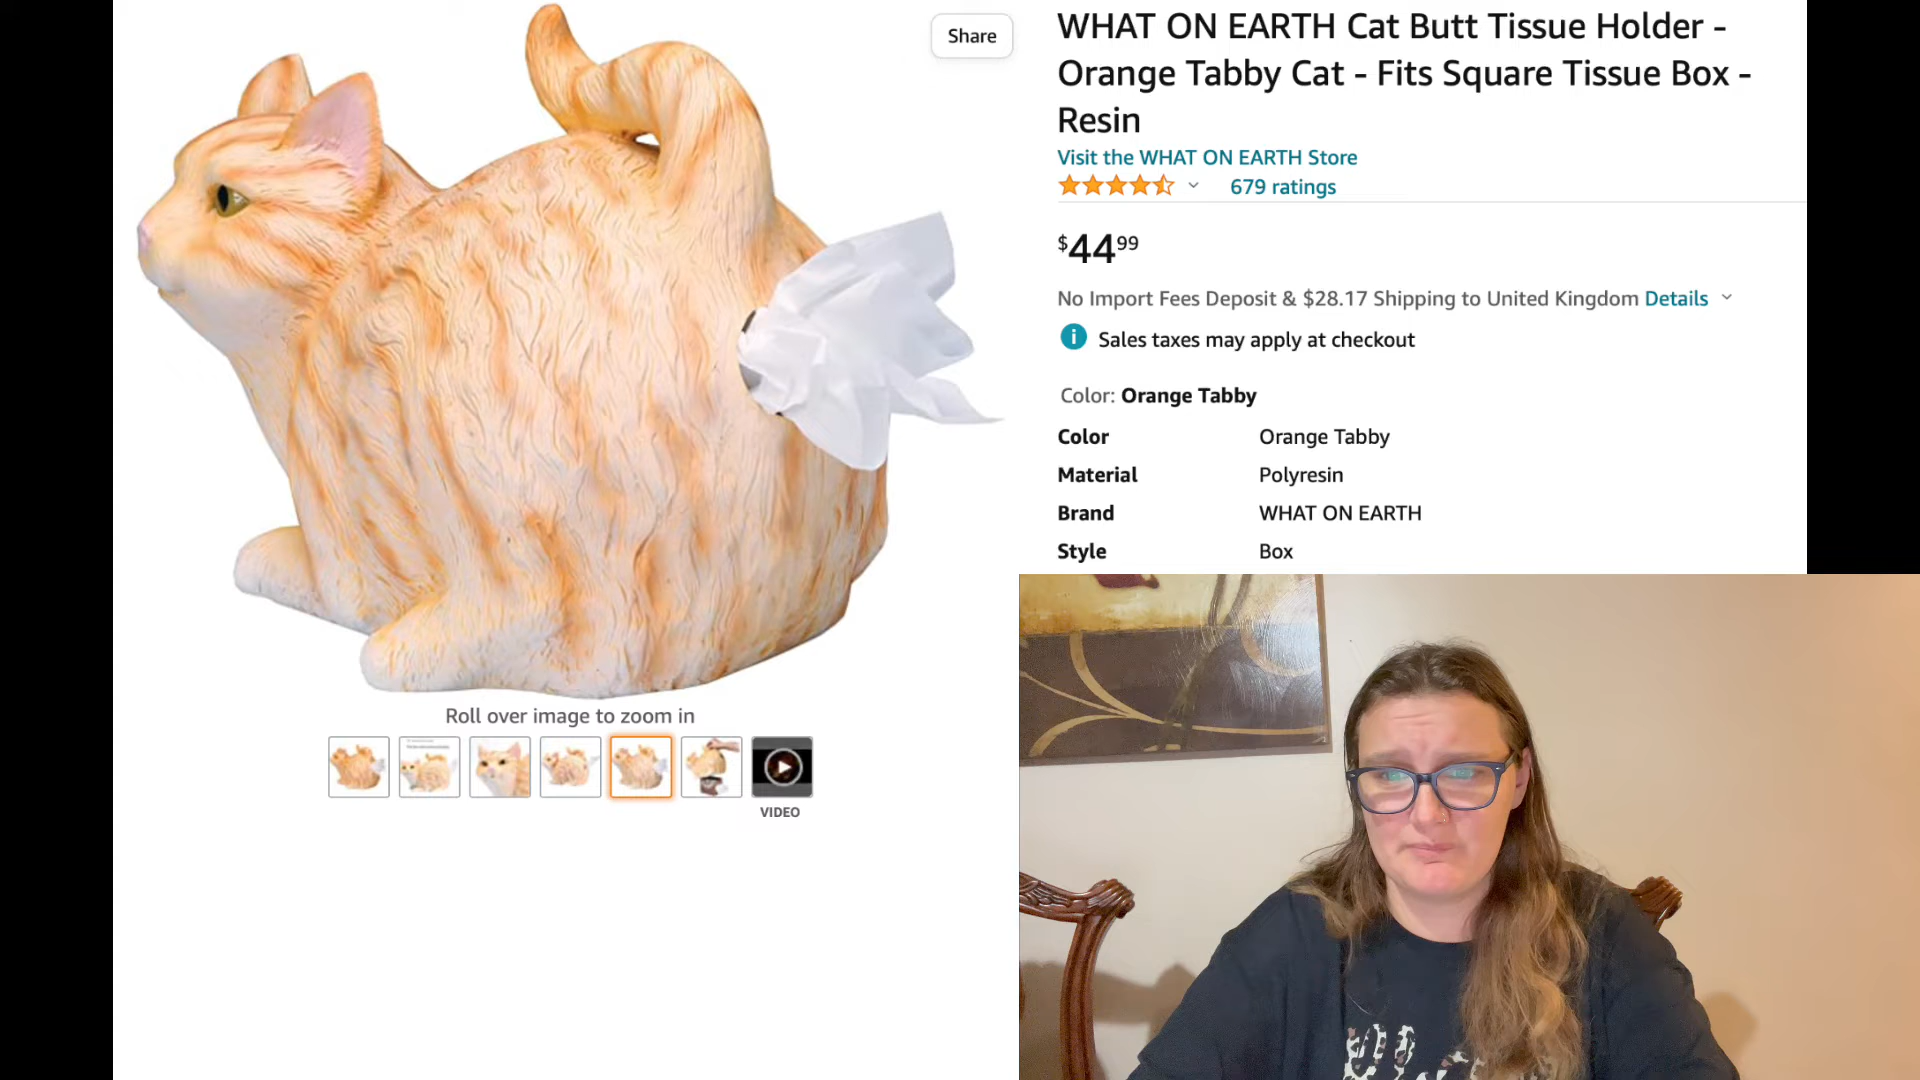 Share
WHAT ON EARTH Cat Butt Tissue Holder -
Orange Tabby Cat - Fits Square Tissue Box -
Resin
Visit the WHAT ON EARTH Store
679 ratings
$44.99
No Import Fees Deposit & $28.17 Shipping to United Kingdom Details
i Sales taxes may apply at checkout
Color: Orange Tabby
Color Orange Tabby
Material Polyresin
Brand WHAT ON EARTH
Style Box
Roll over image to zoom in
VIDEO